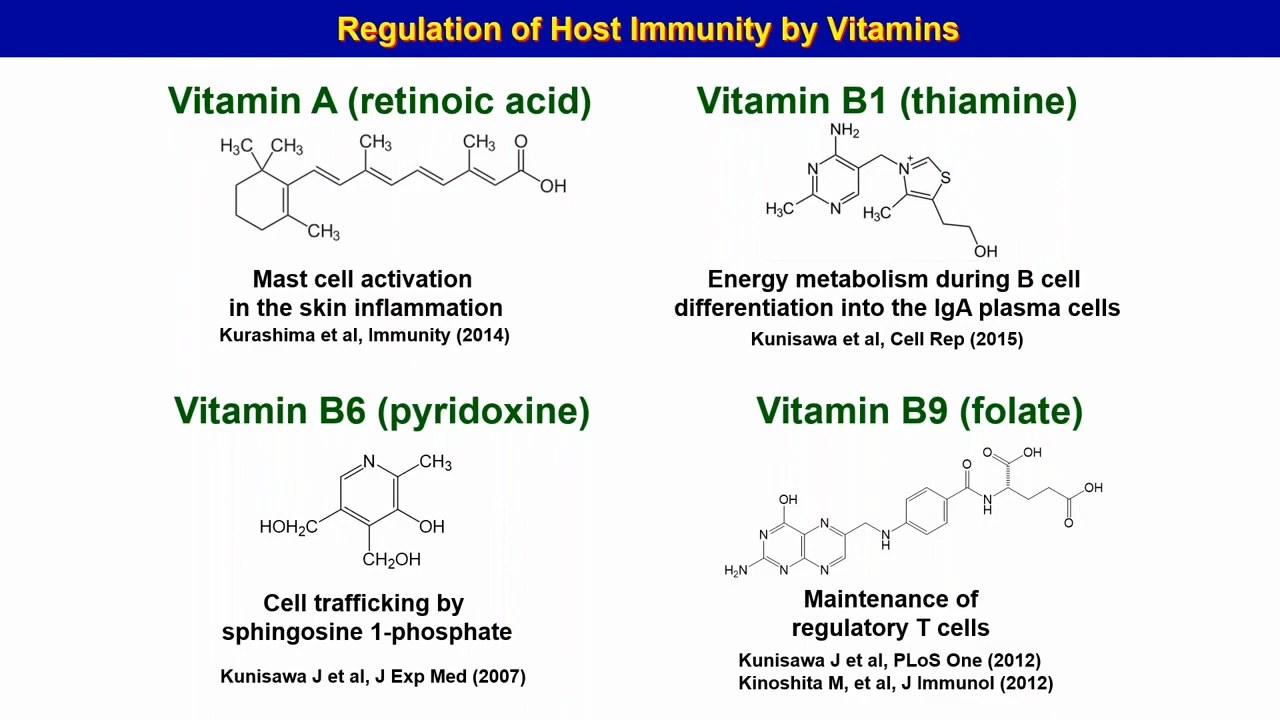 Regulation of Host Immunity by Vitamins
Vitamin A (retinoic acid)
H₃C CH₃ CH₃ CH₃ O
OH
CH₃
Mast cell activation
in the skin inflammation
Kurashima et al, Immunity (2014)
Vitamin B1 (thiamine)
NH₂
N N+ S
H₃C N H₃C
OH
Energy metabolism during B cell
differentiation into the IgA plasma cells
Kunisawa et al, Cell Rep (2015)
Vitamin B6 (pyridoxine)
N CH₃
HOH₂C OH
CH₂OH
Cell trafficking by
sphingosine 1-phosphate
Kunisawa J et al, J Exp Med (2007)
Vitamin B9 (folate)
O OH
O
OH
OH N H O
N N N H
H₂N N N
Maintenance of
regulatory T cells
Kunisawa J et al, PLoS One (2012)
Kinoshita M, et al, J Immunol (2012)